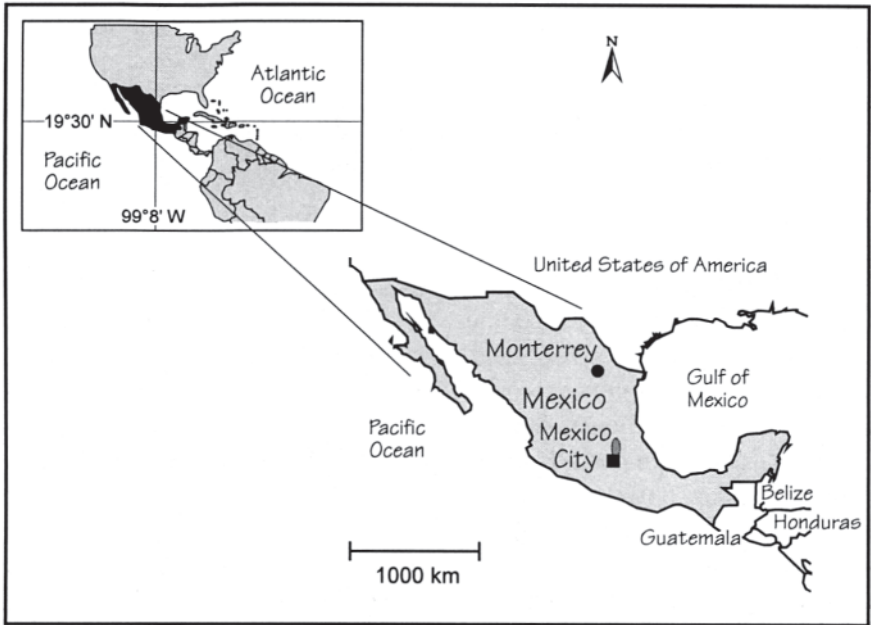 Atlantic
Ocean
19°30' N
Pacific
Ocean
99°8' W
N
United States of America
Monterrey
Gulf of
Mexico
Mexico
Pacific
Ocean
Mexico
City
Belize
Honduras
Guatemala
1000 km